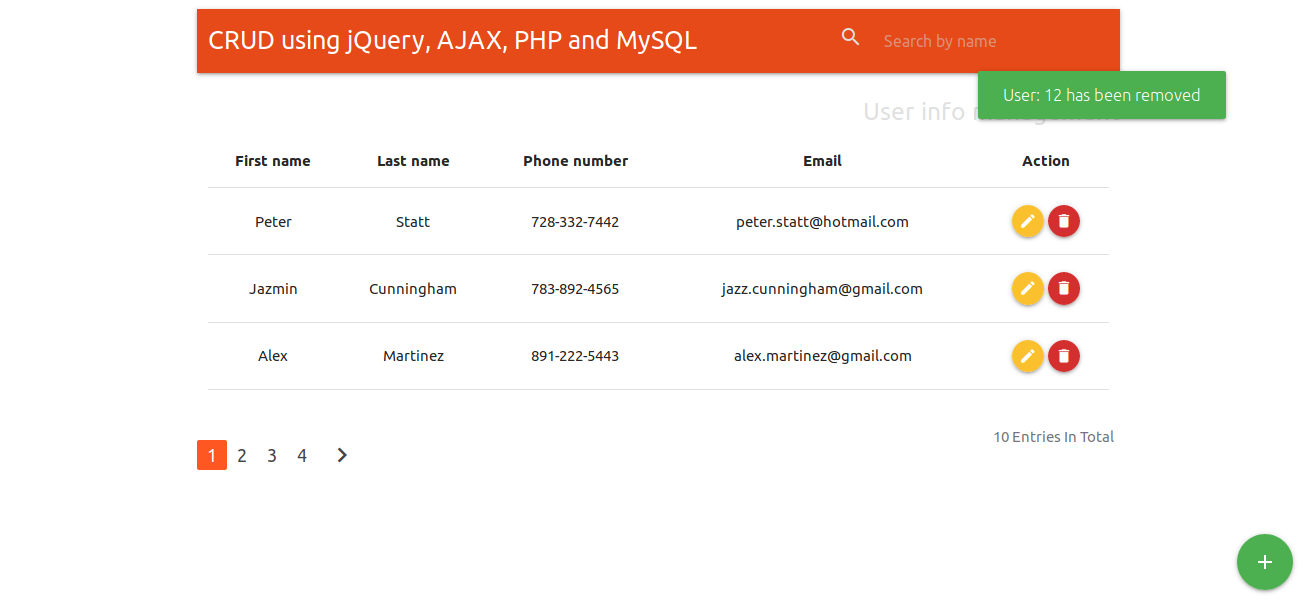 CRUD using jQuery, AJAX, PHP and MySQL
Search by name
User: 12 has been removed
User info
First name Last name Phone number Email Action
Peter Statt 728-332-7442 peter.statt@hotmail.com
Jazmin Cunningham 783-892-4565 jazz.cunningham@gmail.com
Alex Martinez 891-222-5443 alex.martinez@gmail.com
10 Entries In Total
1 2 3 4